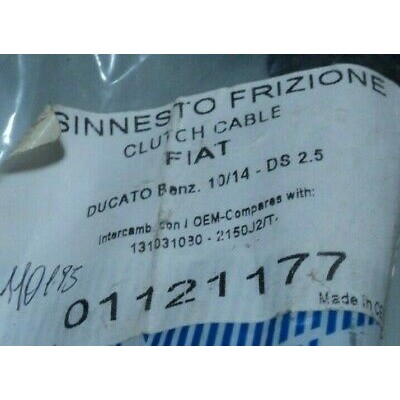 SINNESTO FRIZIONE
CLUTCH CABLE
FIAT
DUCATO Benz. 10/14 - DS 2.5
Intercamb. con / OEM-Compares with:
131031080 - 2150J2/T
01121177
Made in